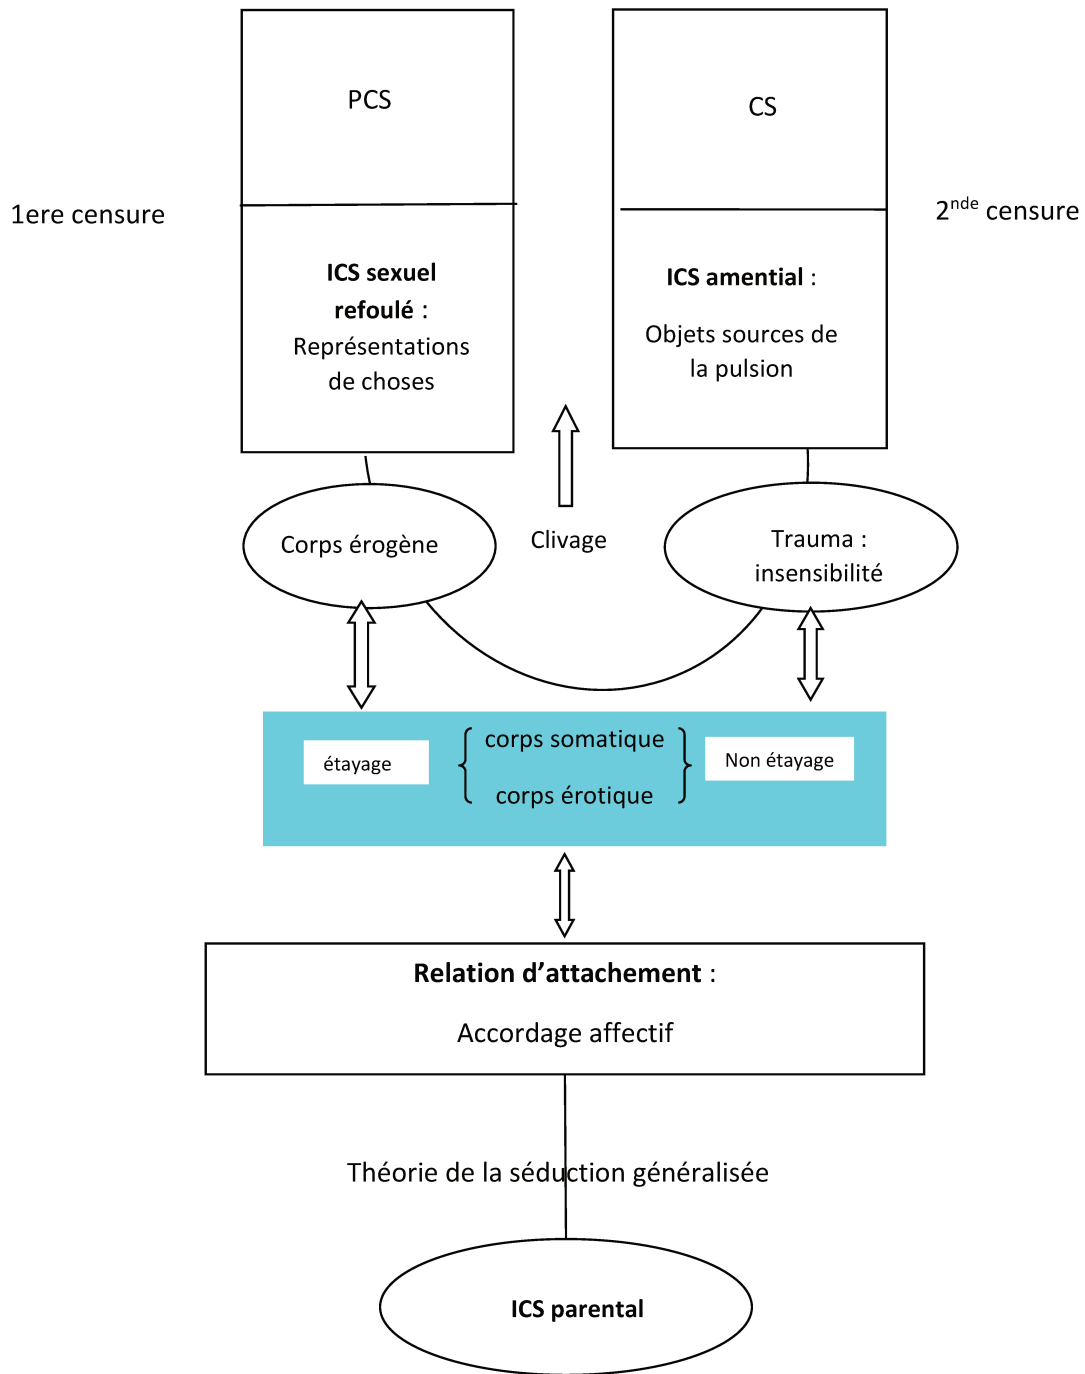 PCS
CS
1ere censure
2nde censure
ICS sexuel
refoulé :
Représentations
de choses
ICS amential :
Objets sources de
la pulsion
Corps érogène
Clivage
Trauma :
insensibilité
étayage
corps somatique
corps érotique
Non étayage
Relation d’attachement :
Accordage affectif
Théorie de la séduction généralisée
ICS parental